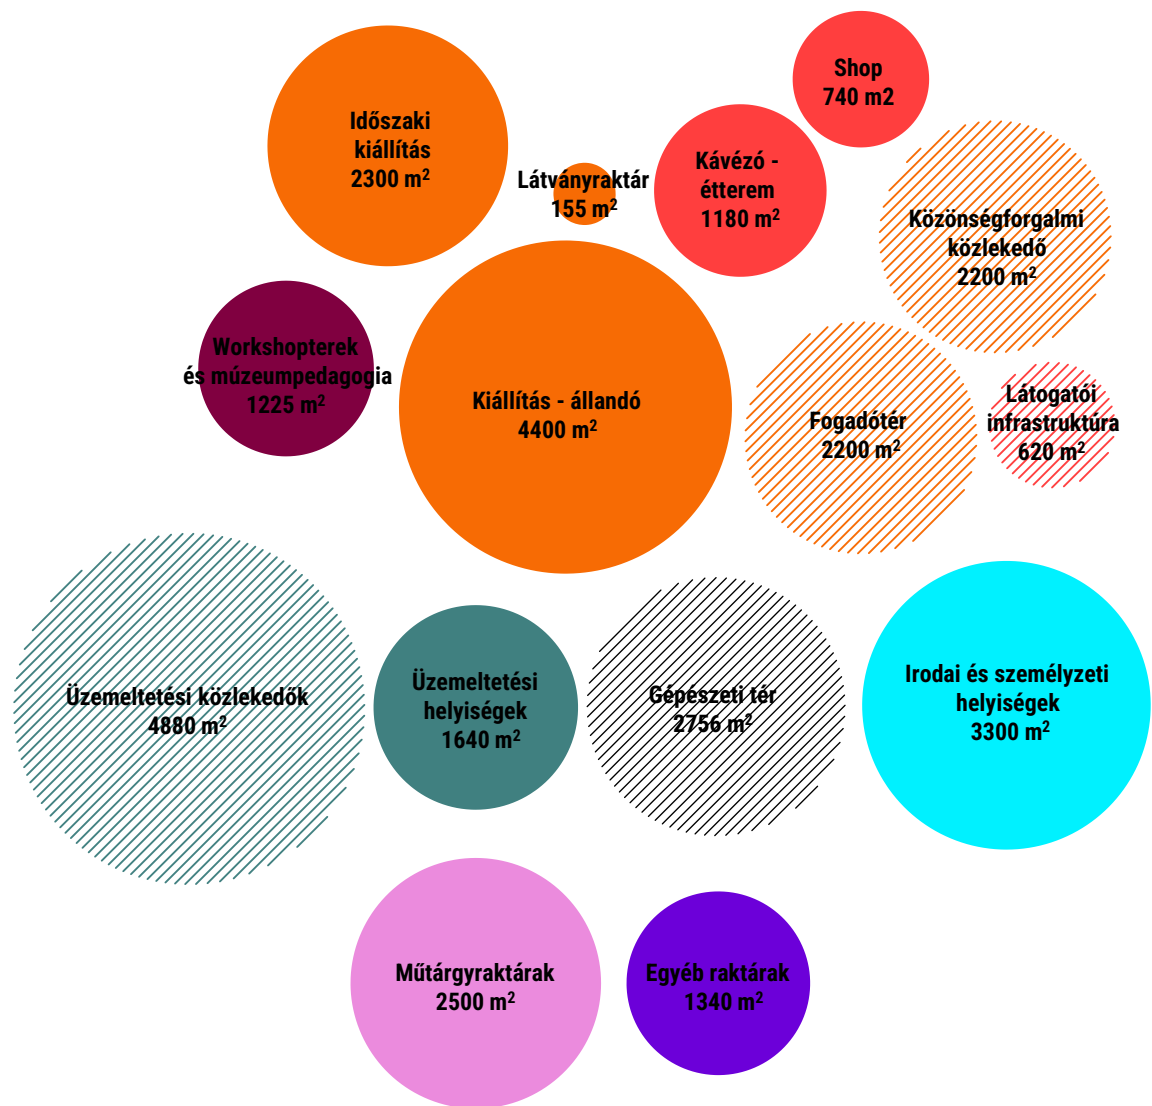 Shop
740 m2
Időszaki
kiállítás
2300 m²
Látványraktár
155 m²
Kávézó -
étterem
1180 m²
Közönségforgalmi
közlekedő
2200 m²
Workshopterek
és múzeumpedagogia
1225 m²
Kiállítás - állandó
4400 m²
Fogadótér
2200 m²
Látogatói
infrastruktúra
620 m²
Üzemeltetési közlekedők
4880 m²
Üzemeltetési
helyiségek
1640 m²
Gépészeti tér
2756 m²
Irodai és személyzeti
helyiségek
3300 m²
Műtárgyraktárak
2500 m²
Egyéb raktárak
1340 m²